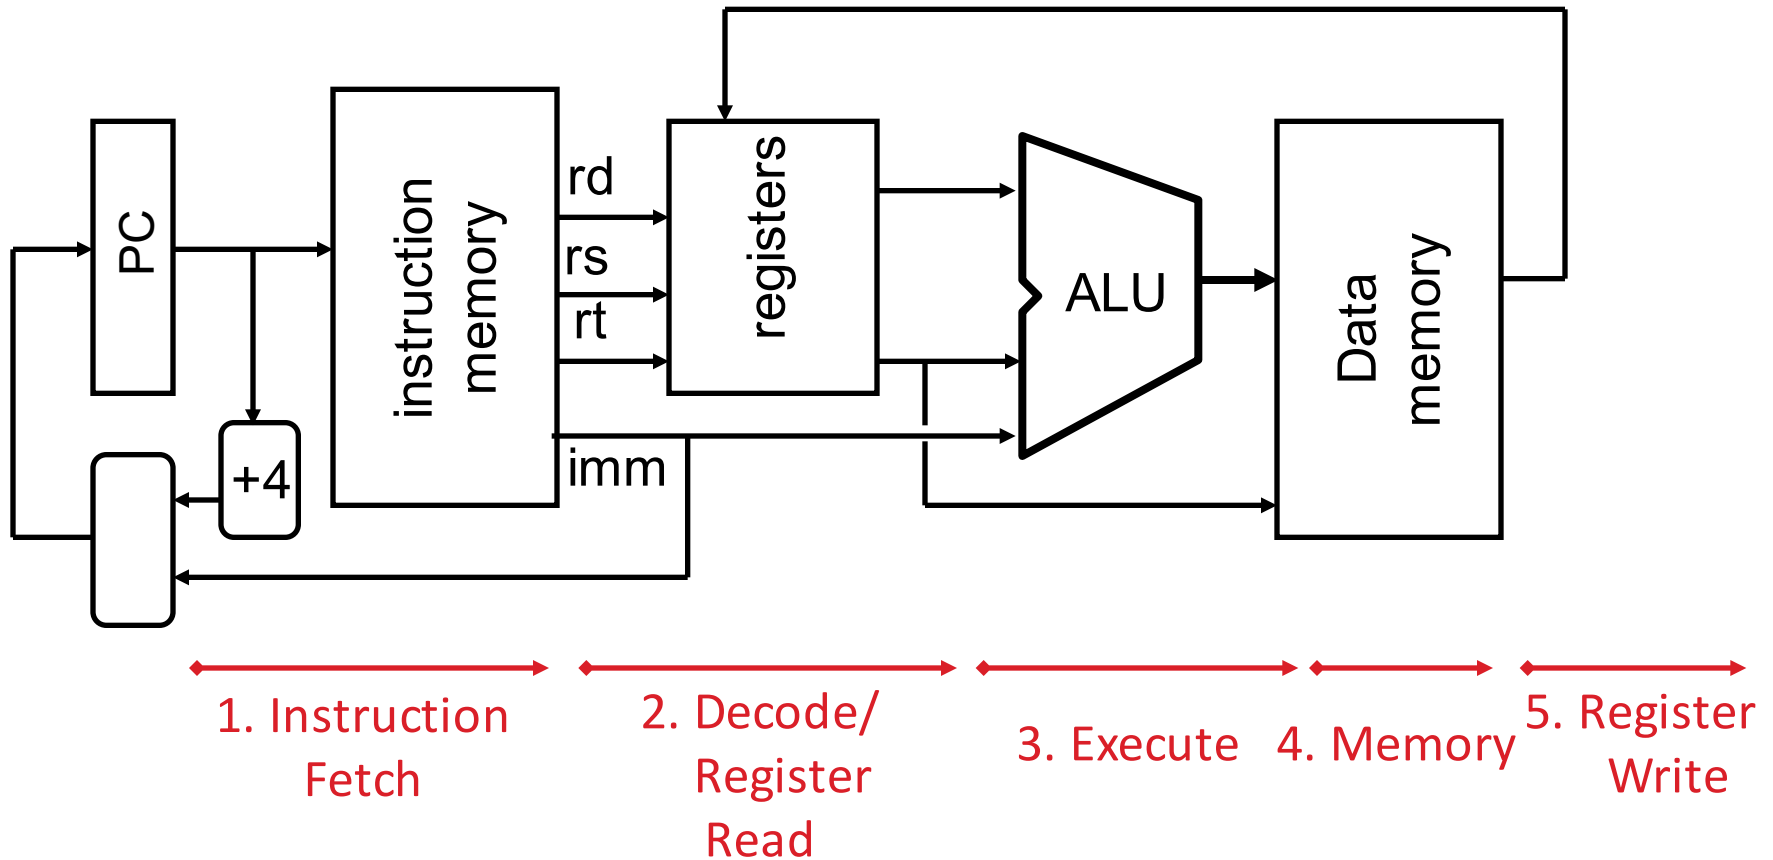 PC
+4
instruction
memory
rd
rs
rt
imm
registers
ALU
Data
memory
1. Instruction
Fetch
2. Decode/
Register
Read
3. Execute
4. Memory
5. Register
Write